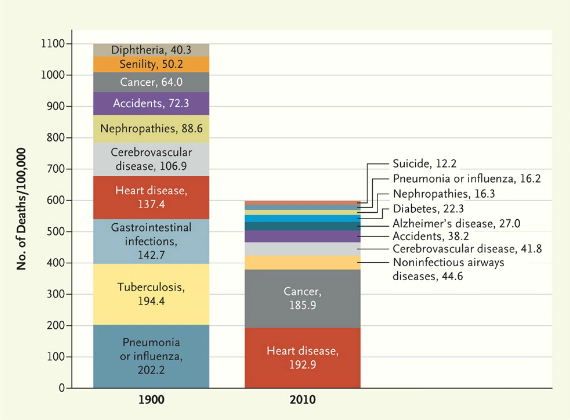 No. of Deaths/100,000
1100
1000
900
800
700
600
500
400
300
200
100
0
Diphtheria, 40.3
Senility, 50.2
Cancer, 64.0
Accidents, 72.3
Nephropathies, 88.6
Cerebrovascular
disease, 106.9
Heart disease,
137.4
Gastrointestinal
infections,
142.7
Tuberculosis,
194.4
Pneumonia
or influenza,
202.2
1900
Suicide, 12.2
Pneumonia or influenza, 16.2
Nephropathies, 16.3
Diabetes, 22.3
Alzheimer's disease, 27.0
Accidents, 38.2
Cerebrovascular disease, 41.8
Noninfectious airways
diseases, 44.6
Cancer,
185.9
Heart disease,
192.9
2010